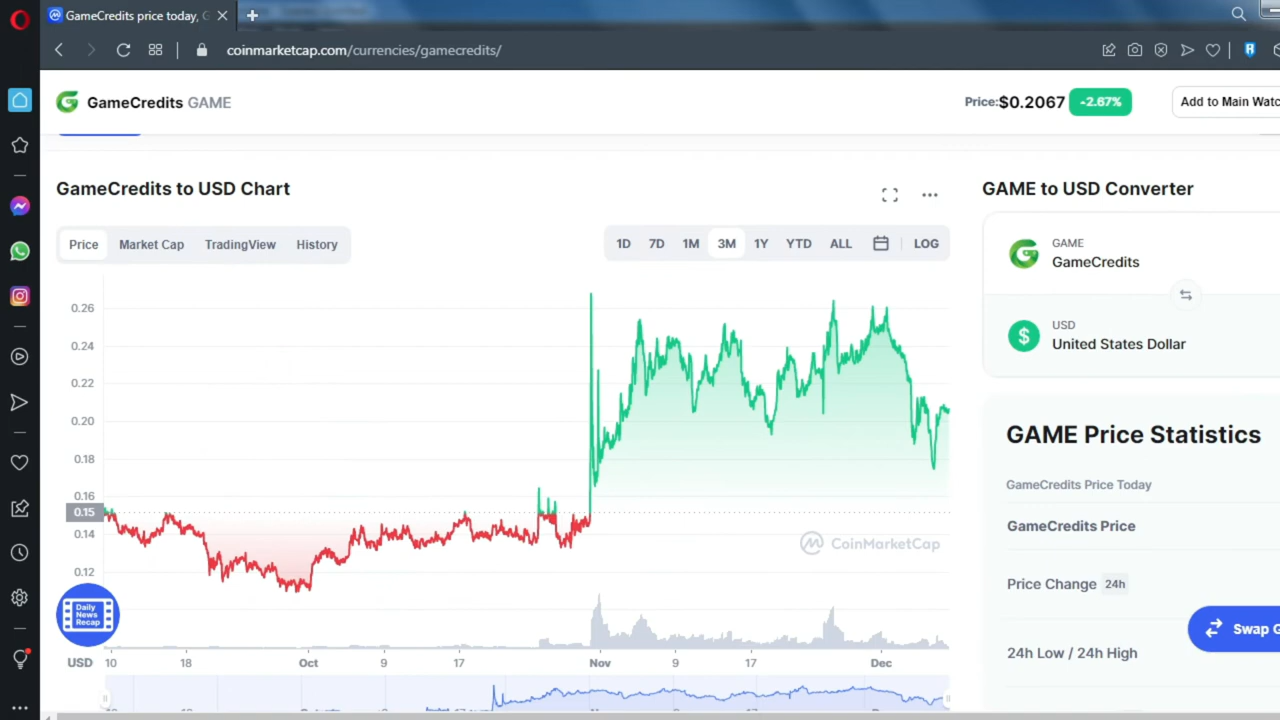 GameCredits price today, G
coinmarketcap.com/currencies/gamecredits/
GameCredits GAME
Price:$0.2067
-2.67%
Add to Main Watc
GameCredits to USD Chart
Price Market Cap TradingView History
1D 7D 1M 3M 1Y YTD ALL LOG
0.26
0.24
0.22
0.20
0.18
0.16
0.15
0.14
0.12
CoinMarketCap
Daily
News
Recap
USD 10 18 Oct 9 17 Nov 9 17 Dec
GAME to USD Converter
GAME
GameCredits
USD
United States Dollar
GAME Price Statistics
GameCredits Price Today
GameCredits Price
Price Change 24h
Swap G
24h Low / 24h High